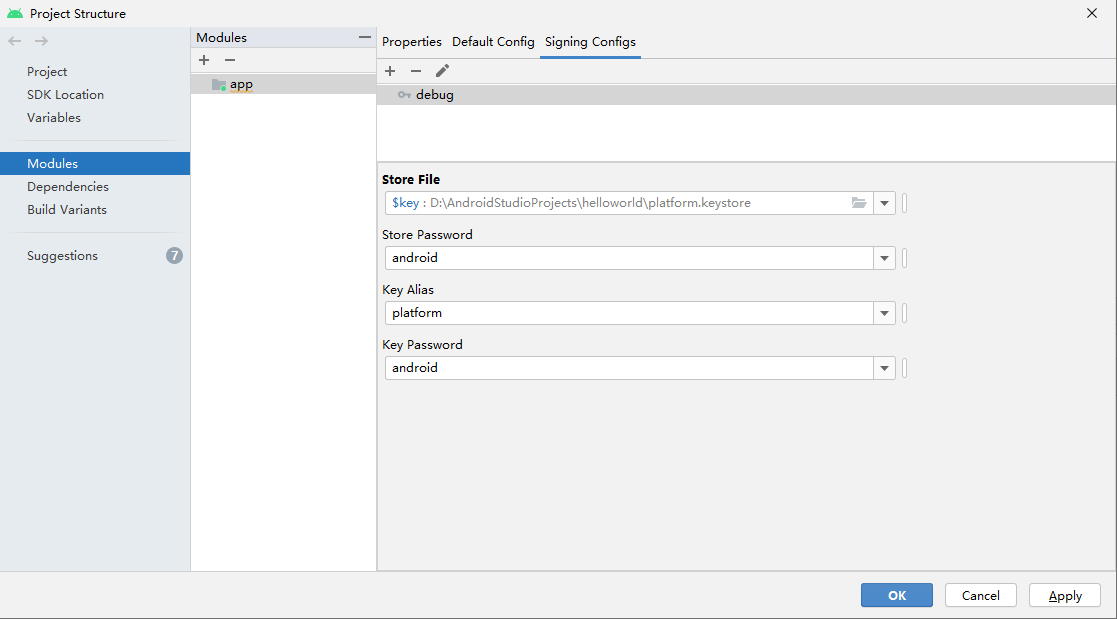 Project Structure
Project
SDK Location
Variables
Modules
Dependencies
Build Variants
Suggestions
7
Modules
app
Properties Default Config Signing Configs
debug
Store File
$key : D:\AndroidStudioProjects\helloworld\platform.keystore
Store Password
android
Key Alias
platform
Key Password
android
OK Cancel Apply